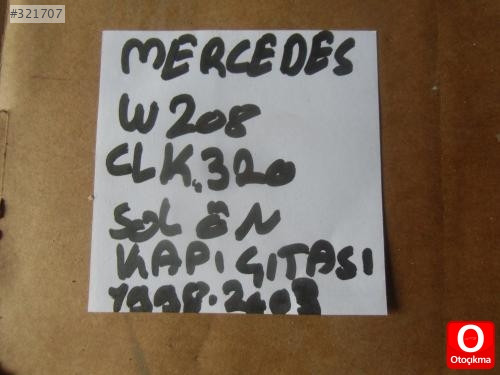 #321707
MERCEDES
W208
CLK.320
SOL ÖN
KAPI ÇITASI
1998.2003
O
Otoçıkma